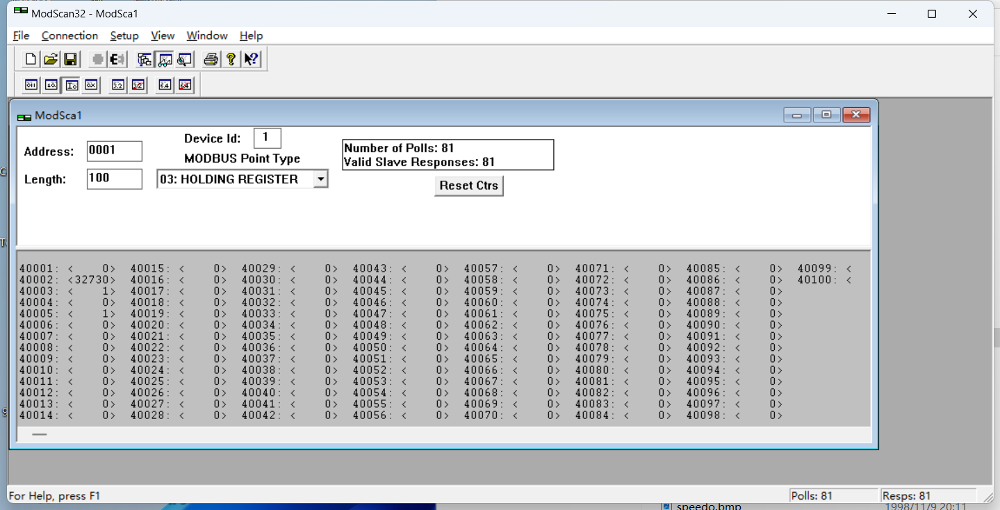 ModScan32 - ModSca1
File Connection Setup View Window Help
ModSca1
Device Id: 1
Address: 0001
MODBUS Point Type
Length: 100
03: HOLDING REGISTER
Number of Polls: 81
Valid Slave Responses: 81
Reset Ctrs
40001: < 0> 40015: < 0> 40029: < 0> 40043: < 0> 40057: < 0> 40071: < 0> 40085: < 0> 40099: <
40002: <32730> 40016: < 0> 40030: < 0> 40044: < 0> 40058: < 0> 40072: < 0> 40086: < 0> 40100: <
40003: < 1> 40017: < 0> 40031: < 0> 40045: < 0> 40059: < 0> 40073: < 0> 40087: < 0>
40004: < 0> 40018: < 0> 40032: < 0> 40046: < 0> 40060: < 0> 40074: < 0> 40088: < 0>
40005: < 1> 40019: < 0> 40033: < 0> 40047: < 0> 40061: < 0> 40075: < 0> 40089: < 0>
40006: < 0> 40020: < 0> 40034: < 0> 40048: < 0> 40062: < 0> 40076: < 0> 40090: < 0>
40007: < 0> 40021: < 0> 40035: < 0> 40049: < 0> 40063: < 0> 40077: < 0> 40091: < 0>
40008: < 0> 40022: < 0> 40036: < 0> 40050: < 0> 40064: < 0> 40078: < 0> 40092: < 0>
40009: < 0> 40023: < 0> 40037: < 0> 40051: < 0> 40065: < 0> 40079: < 0> 40093: < 0>
40010: < 0> 40024: < 0> 40038: < 0> 40052: < 0> 40066: < 0> 40080: < 0> 40094: < 0>
40011: < 0> 40025: < 0> 40039: < 0> 40053: < 0> 40067: < 0> 40081: < 0> 40095: < 0>
40012: < 0> 40026: < 0> 40040: < 0> 40054: < 0> 40068: < 0> 40082: < 0> 40096: < 0>
40013: < 0> 40027: < 0> 40041: < 0> 40055: < 0> 40069: < 0> 40083: < 0> 40097: < 0>
40014: < 0> 40028: < 0> 40042: < 0> 40056: < 0> 40070: < 0> 40084: < 0> 40098: < 0>
For Help, press F1
Polls: 81
Resps: 81
speedo.bmp
1998/11/9 20:11